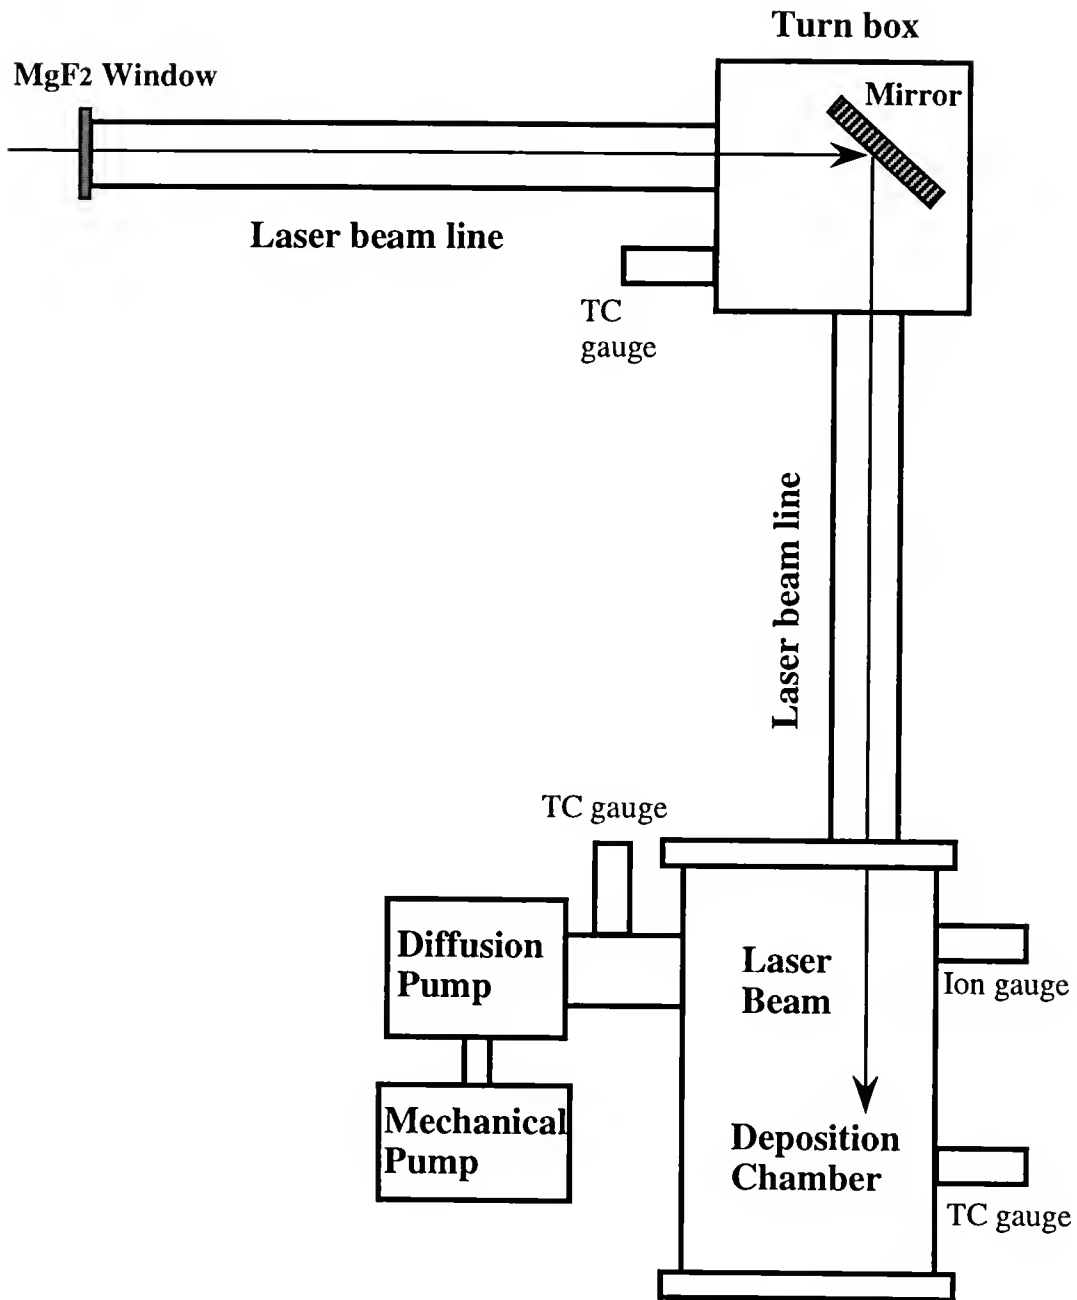 Turn box
MgF2 Window
Mirror
Laser beam line
TC
gauge
Laser beam line
TC gauge
Diffusion
Pump
Laser
Beam
Ion gauge
Mechanical
Pump
Deposition
Chamber
TC gauge